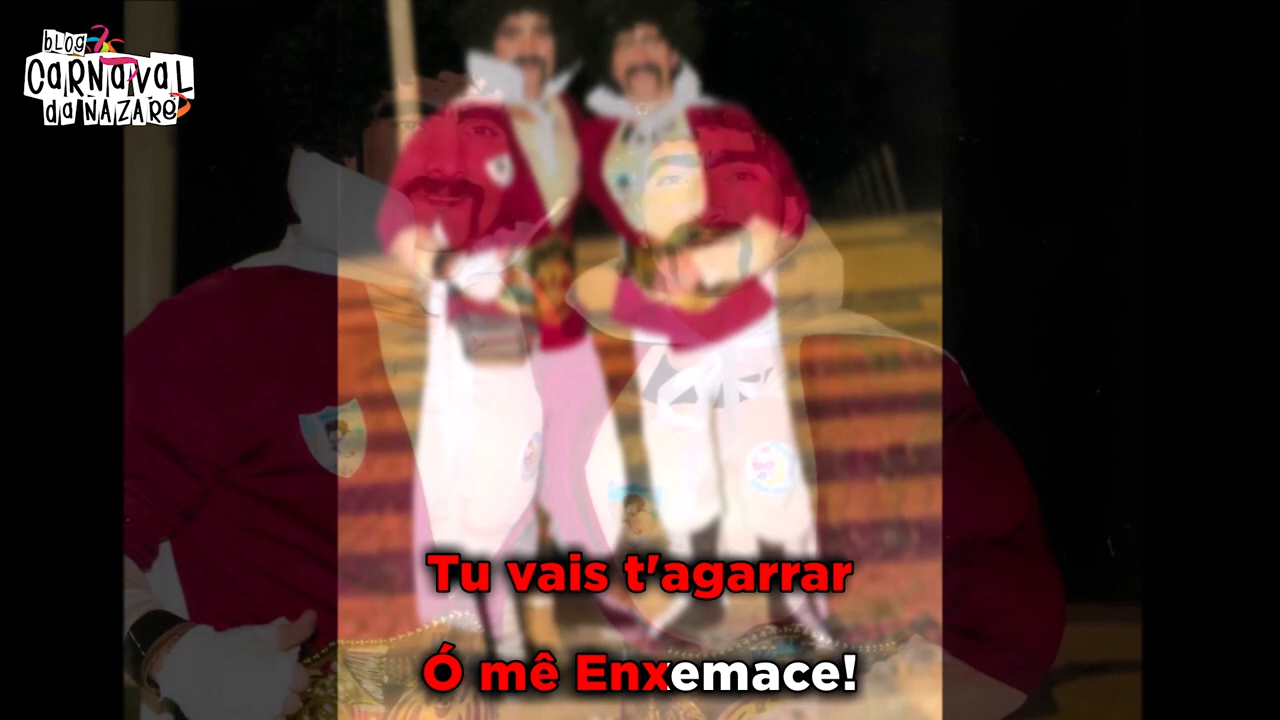 BLOG
CARNAVAL
da NAZARÉ
Tu vais t'agarrar
Ó mê Enxemace!